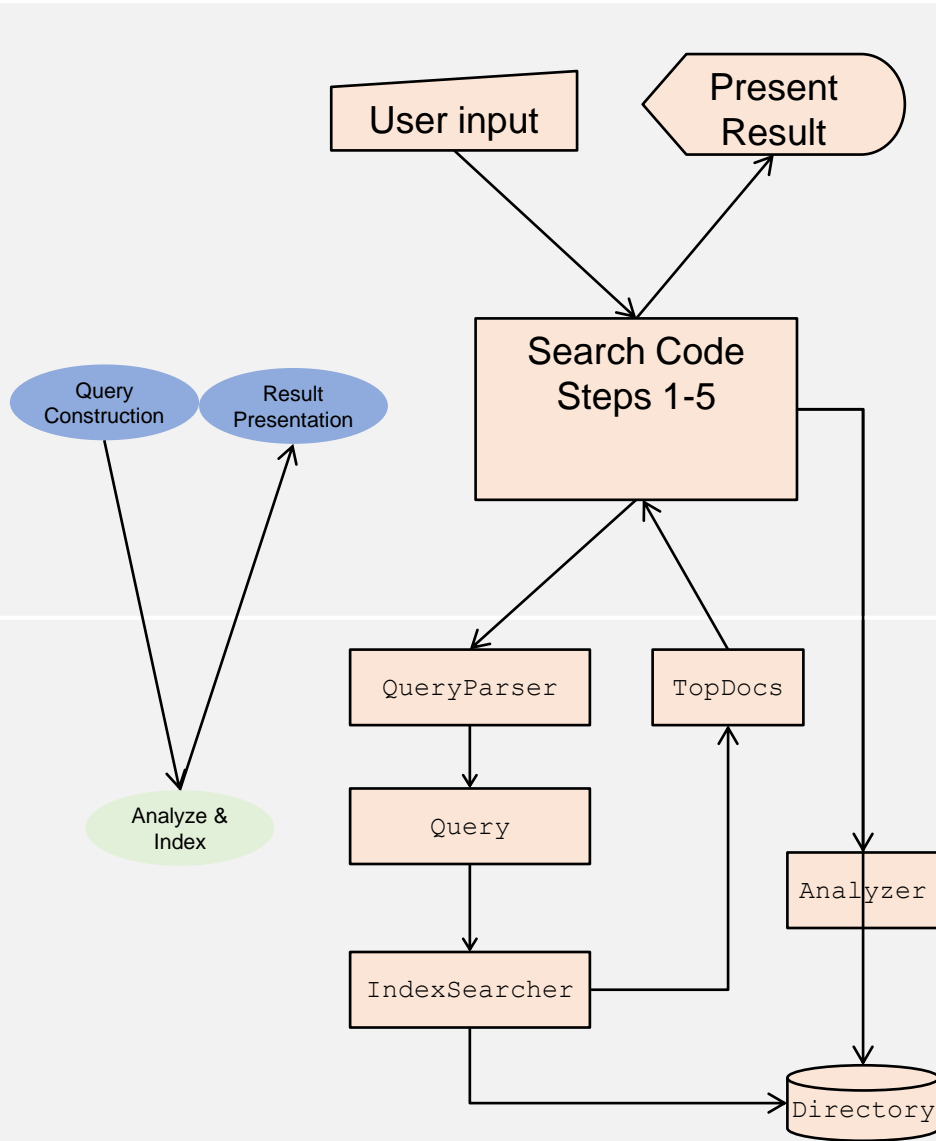 User input
Present
Result
Search Code
Steps 1-5
Query
Construction
Result
Presentation
QueryParser
TopDocs
Query
Analyze &
Index
Analyzer
IndexSearcher
Directory